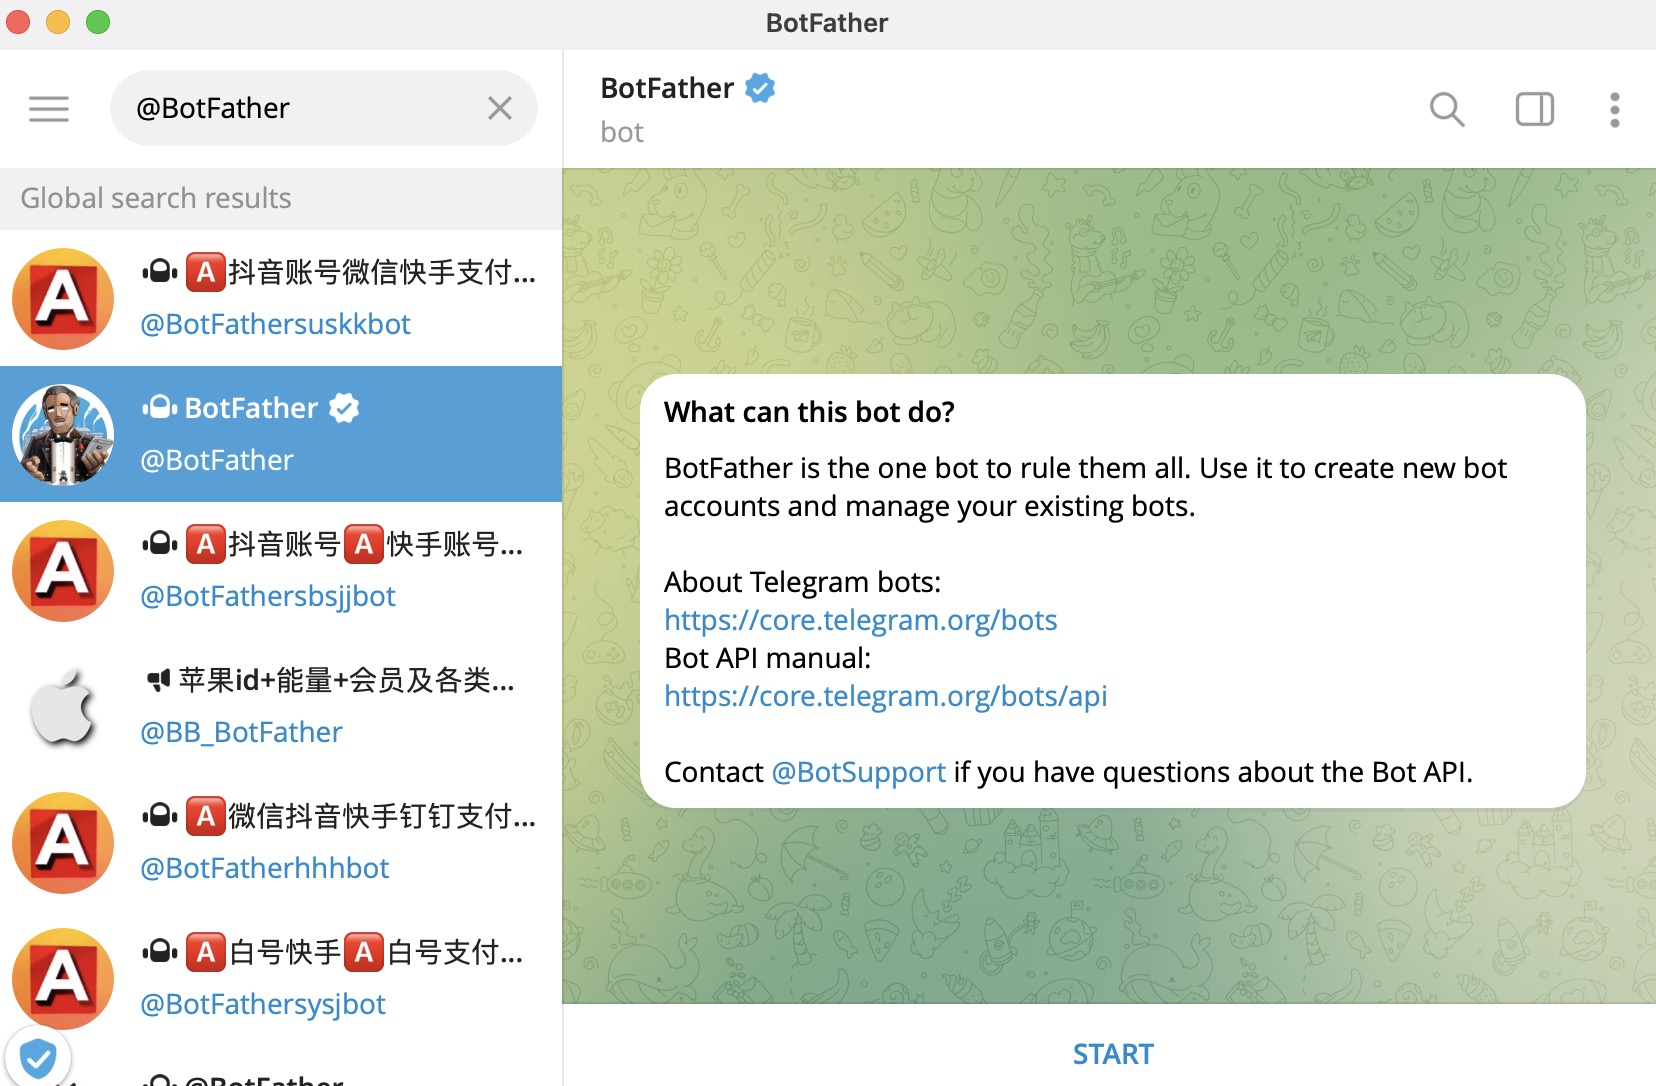 BotFather
@BotFather
Global search results
A抖音账号微信快手支付...
@BotFathersuskkbot
BotFather
@BotFather
A抖音账号A快手账号...
@BotFathersbsjjbot
苹果id+能量+会员及各类...
@BB_BotFather
A微信抖音快手钉钉支付...
@BotFatherhhhbot
A白号快手A白号支付...
@BotFathersysjbot
@BotFather
BotFather
bot
What can this bot do?
BotFather is the one bot to rule them all. Use it to create new bot
accounts and manage your existing bots.
About Telegram bots:
https://core.telegram.org/bots
Bot API manual:
https://core.telegram.org/bots/api
Contact @BotSupport if you have questions about the Bot API.
START